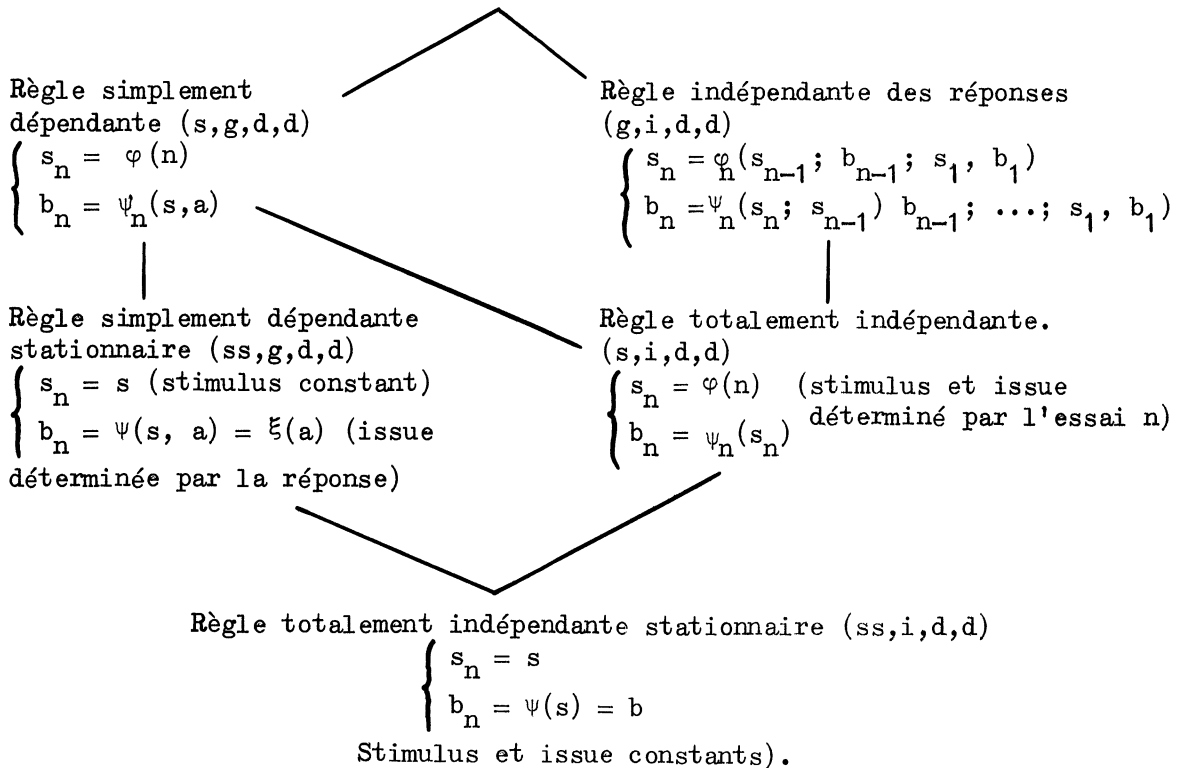 Règle simplement
dépendante (s,g,d,d)
s_n = φ(n)
b_n = ψ_n(s,a)
Règle indépendante des réponses
(g,i,d,d)
s_n = φ_n(s_{n-1}; b_{n-1}; s_1, b_1)
b_n = ψ_n(s_n; s_{n-1}) b_{n-1}; ...; s_1, b_1)
Règle simplement dépendante
stationnaire (ss,g,d,d)
s_n = s (stimulus constant)
b_n = ψ(s, a) = ξ(a) (issue
déterminée par la réponse)
Règle totalement indépendante.
(s,i,d,d)
s_n = φ(n) (stimulus et issue
déterminé par l'essai n)
b_n = ψ_n(s_n)
Règle totalement indépendante stationnaire (ss,i,d,d)
s_n = s
b_n = ψ(s) = b
Stimulus et issue constants).